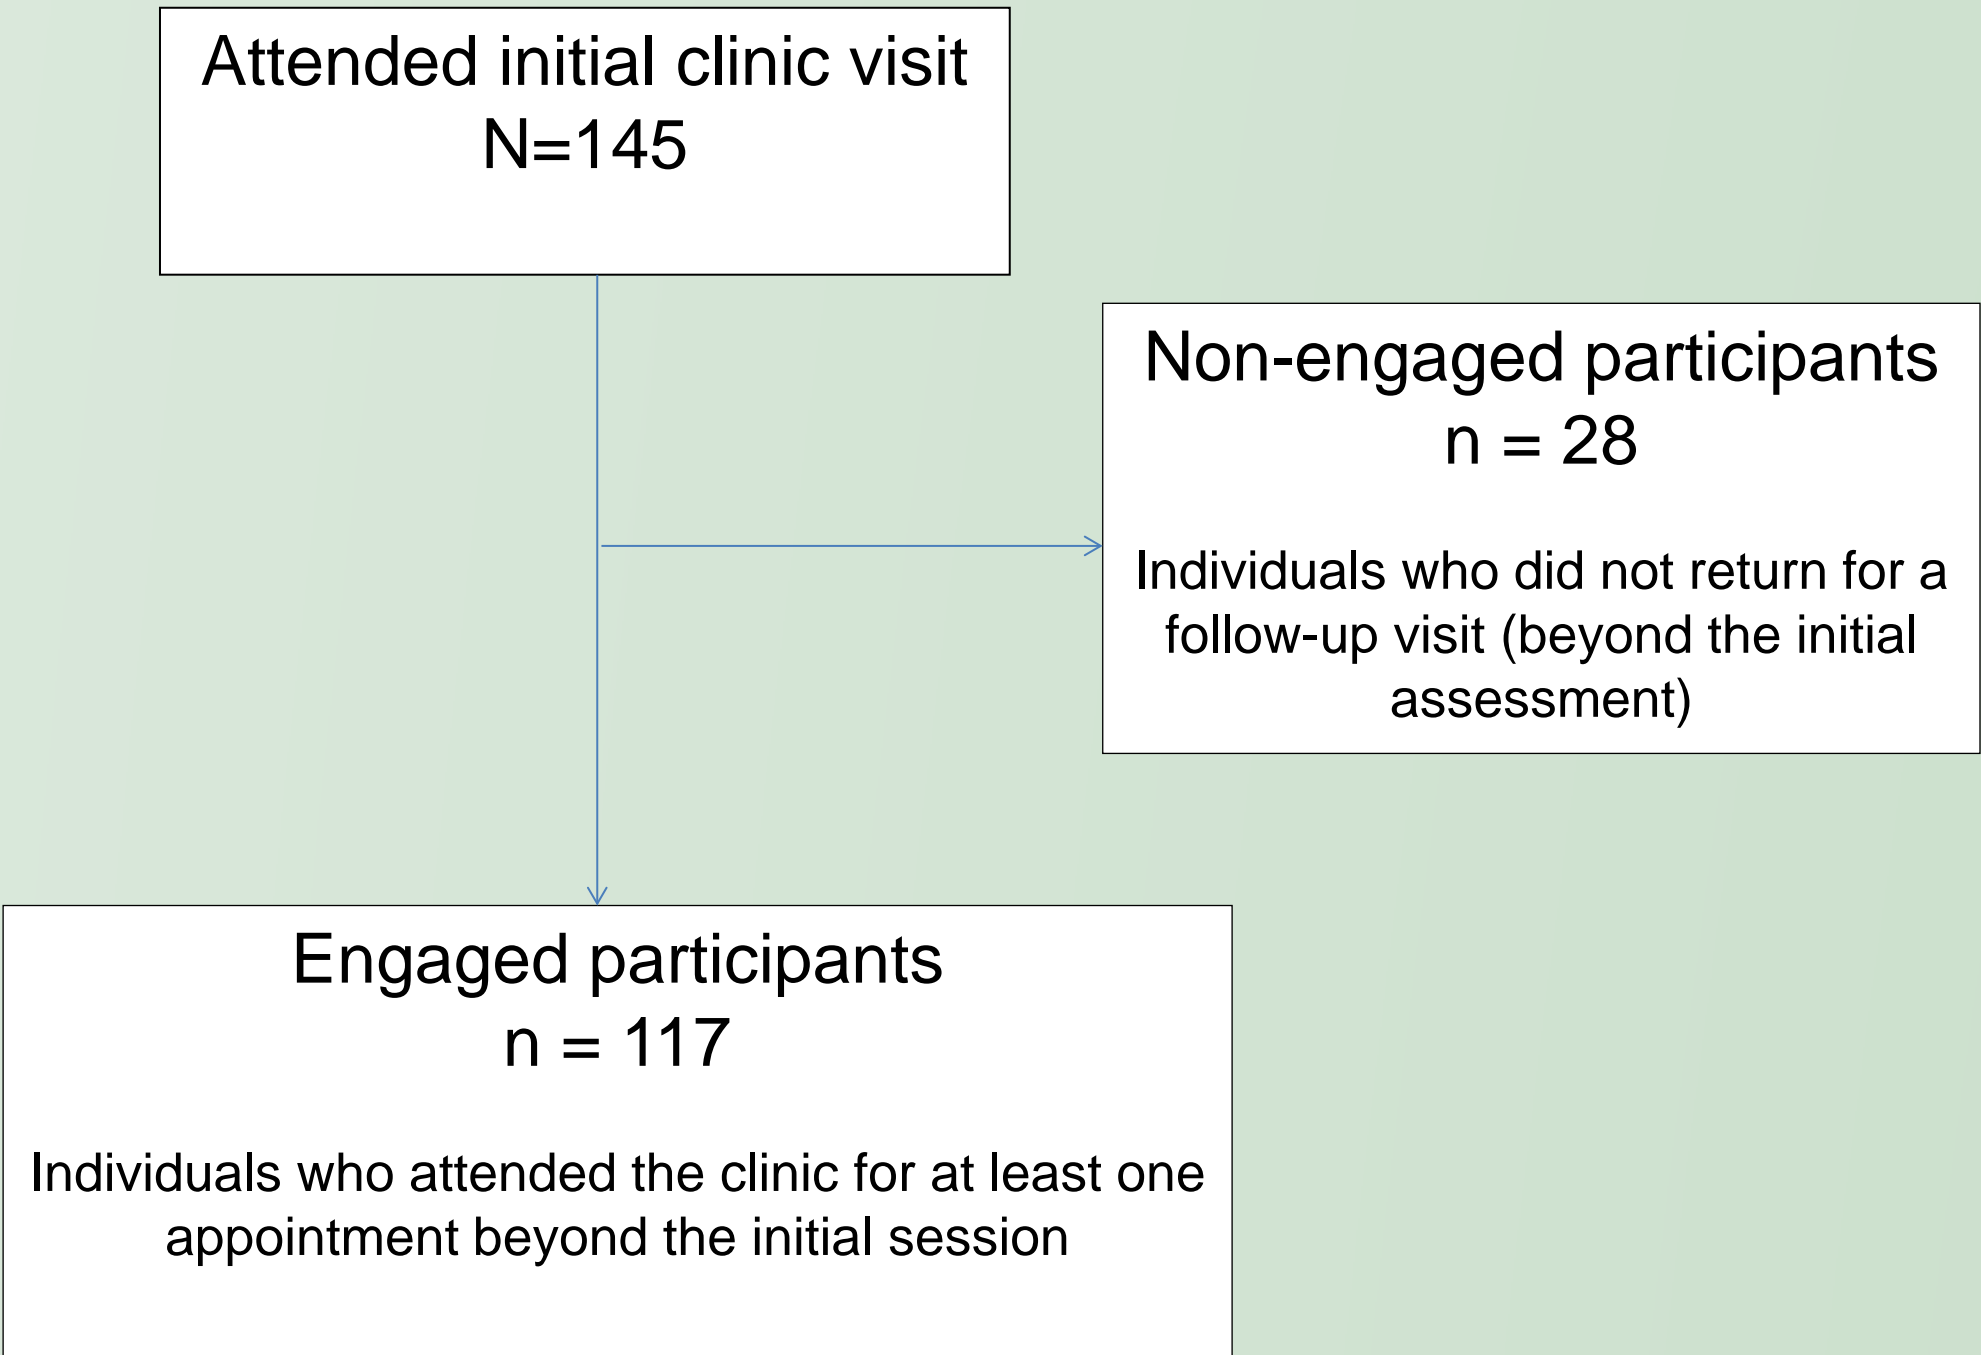 Attended initial clinic visit
N=145
Non-engaged participants
n = 28
Individuals who did not return for a
follow-up visit (beyond the initial
assessment)
Engaged participants
n = 117
Individuals who attended the clinic for at least one
appointment beyond the initial session